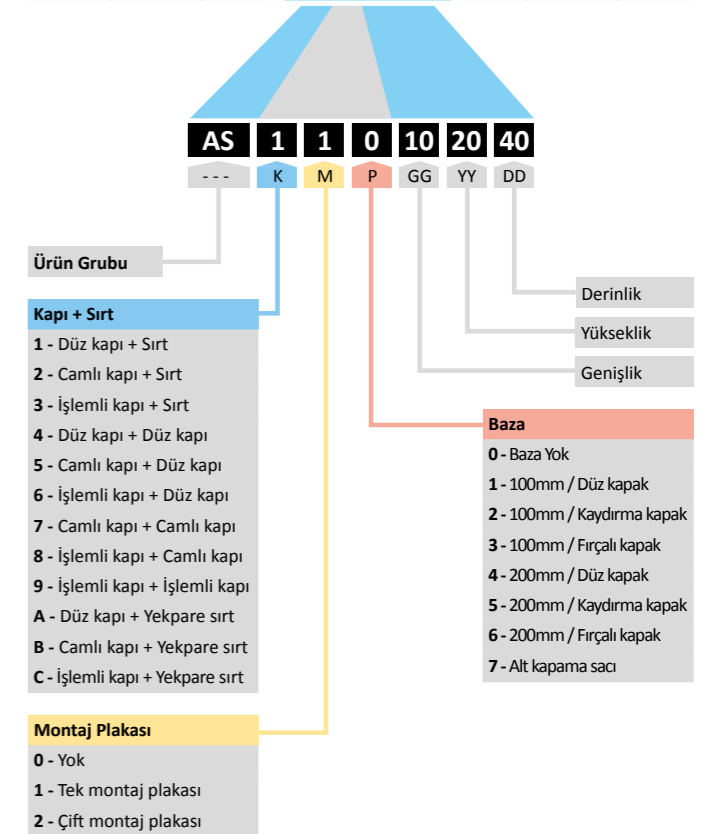 AS 1 1 0 10 20 40
--- K M P GG YY DD
Ürün Grubu
Derinlik
Yükseklik
Genişlik
Kapı + Sırt
1 - Düz kapı + Sırt
2 - Camlı kapı + Sırt
3 - İşlemli kapı + Sırt
4 - Düz kapı + Düz kapı
5 - Camlı kapı + Düz kapı
6 - İşlemli kapı + Düz kapı
7 - Camlı kapı + Camlı kapı
8 - İşlemli kapı + Camlı kapı
9 - İşlemli kapı + İşlemli kapı
A - Düz kapı + Yekpare sırt
B - Camlı kapı + Yekpare sırt
C - İşlemli kapı + Yekpare sırt
Baza
0 - Baza Yok
1 - 100mm / Düz kapak
2 - 100mm / Kaydırma kapak
3 - 100mm / Fırçalı kapak
4 - 200mm / Düz kapak
5 - 200mm / Kaydırma kapak
6 - 200mm / Fırçalı kapak
7 - Alt kapama sacı
Montaj Plakası
0 - Yok
1 - Tek montaj plakası
2 - Çift montaj plakası